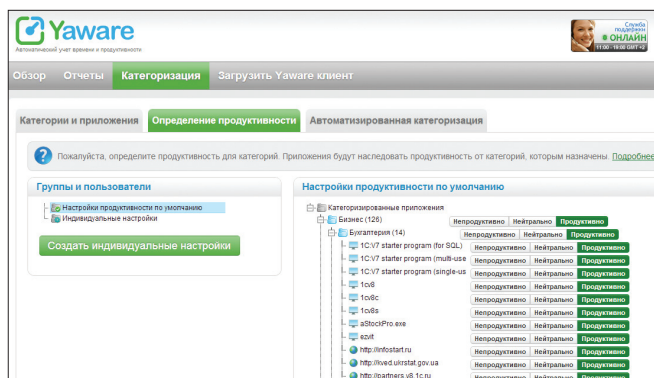 Yaware
Автоматический учет времени и продуктивности
Служба
поддержки
ОНЛАЙН
11:00 - 19:00 GMT +2
Обзор Отчеты Категоризация Загрузить Yaware клиент
Категории и приложения Определение продуктивности Автоматизированная категоризация
Пожалуйста, определите продуктивность для категорий. Приложения будут наследовать продуктивность от категорий, которым назначены. Подробнее
Группы и пользователи
Настройки продуктивности по умолчанию
Индивидуальные настройки
Создать индивидуальные настройки
Настройки продуктивности по умолчанию
Категоризированные приложения
Бизнес (126) Непродуктивно Нейтрально Продуктивно
Бухгалтерия (14) Непродуктивно Нейтрально Продуктивно
1C:V7 starter program (for SQL) Непродуктивно Нейтрально Продуктивно
1C:V7 starter program (multi-use Непродуктивно Нейтрально Продуктивно
1C:V7 starter program (single-us Непродуктивно Нейтрально Продуктивно
1cv8 Непродуктивно Нейтрально Продуктивно
1cv8c Непродуктивно Нейтрально Продуктивно
1cv8s Непродуктивно Нейтрально Продуктивно
aStockPro.exe Непродуктивно Нейтрально Продуктивно
ezvit Непродуктивно Нейтрально Продуктивно
http://infostart.ru Непродуктивно Нейтрально Продуктивно
http://kved.ukrstat.gov.ua Непродуктивно Нейтрально Продуктивно
http://partners.v8.1c.ru Непродуктивно Нейтрально Продуктивно